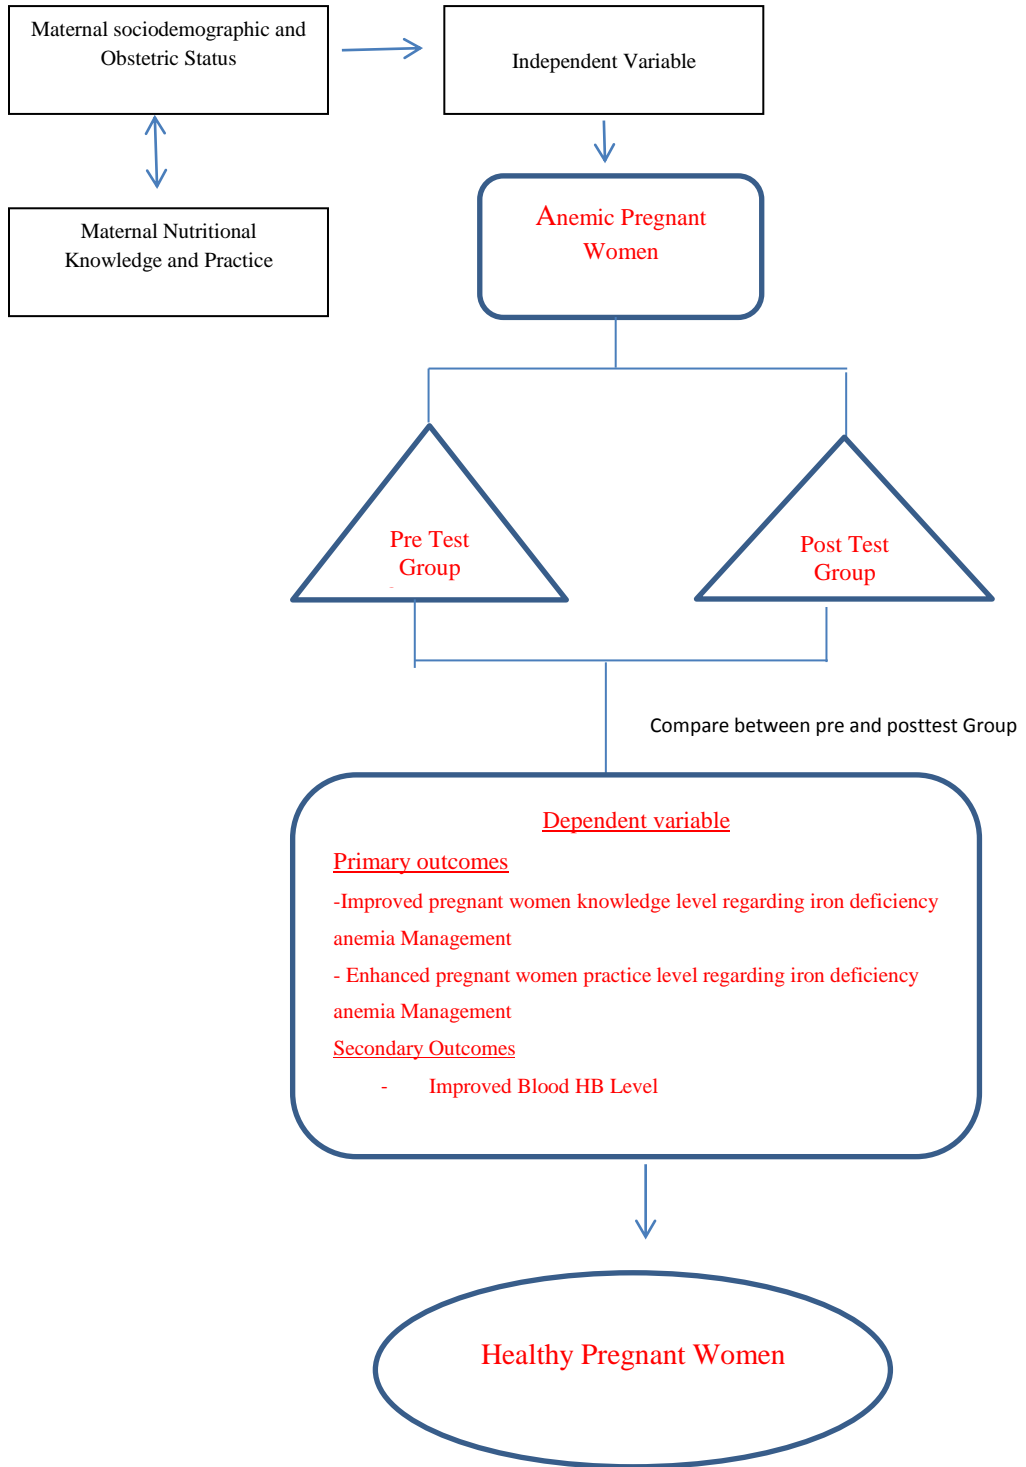 Maternal sociodemographic and
Obstetric Status
Independent Variable
Maternal Nutritional
Knowledge and Practice
Anemic Pregnant
Women
Pre Test
Group
Post Test
Group
Compare between pre and posttest Group
Dependent variable
Primary outcomes
-Improved pregnant women knowledge level regarding iron deficiency
anemia Management
- Enhanced pregnant women practice level regarding iron deficiency
anemia Management
Secondary Outcomes
- Improved Blood HB Level
Healthy Pregnant Women